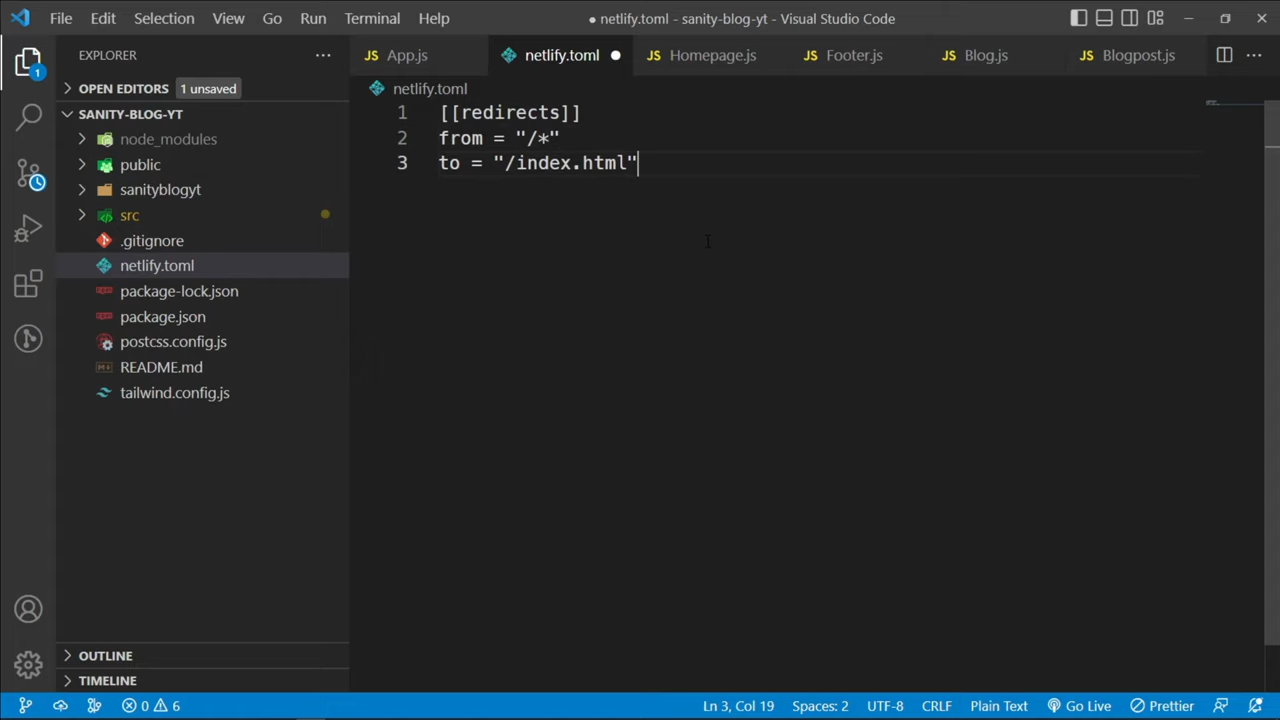 File Edit Selection View Go Run Terminal Help
● netlify.toml - sanity-blog-yt - Visual Studio Code
EXPLORER
JS App.js
netlify.toml
JS Homepage.js
JS Footer.js
JS Blog.js
JS Blogpost.js
1
OPEN EDITORS 1 unsaved
netlify.toml
SANITY-BLOG-YT
1 [[redirects]]
node_modules
2 from = "/*"
public
3 to = "/index.html"
sanityblogyt
src
.gitignore
netlify.toml
package-lock.json
package.json
postcss.config.js
README.md
tailwind.config.js
OUTLINE
TIMELINE
0 6 Ln 3, Col 19 Spaces: 2 UTF-8 CRLF Plain Text Go Live Prettier